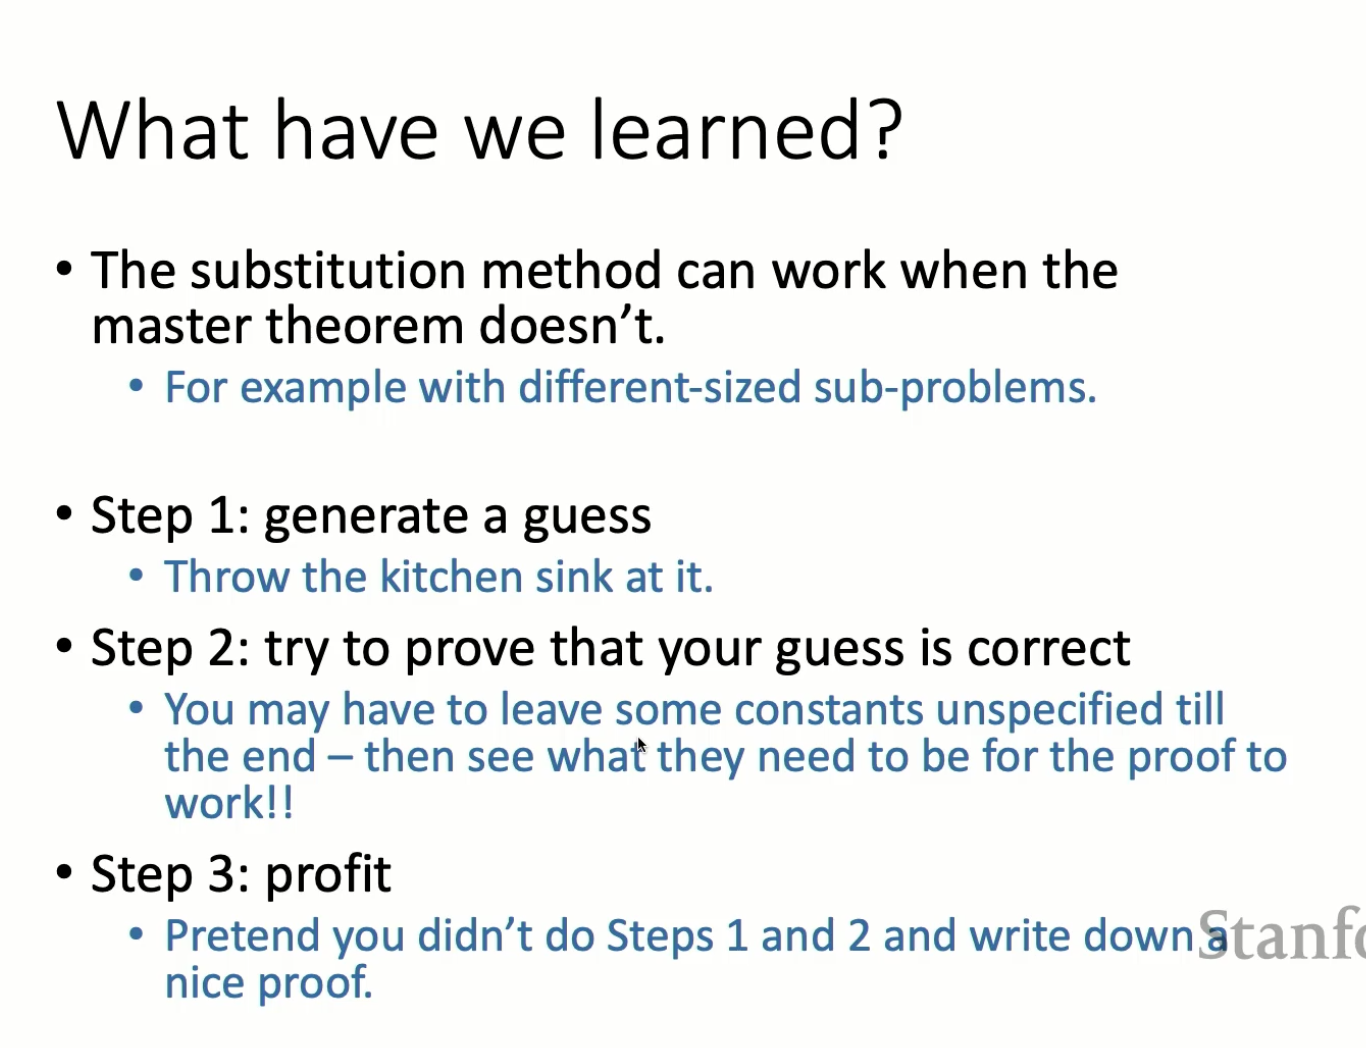 What have we learned?
• The substitution method can work when the
master theorem doesn’t.
• For example with different-sized sub-problems.
• Step 1: generate a guess
• Throw the kitchen sink at it.
• Step 2: try to prove that your guess is correct
• You may have to leave some constants unspecified till
the end – then see what they need to be for the proof to
work!!
• Step 3: profit
• Pretend you didn’t do Steps 1 and 2 and write down a
nice proof.
Stanfo